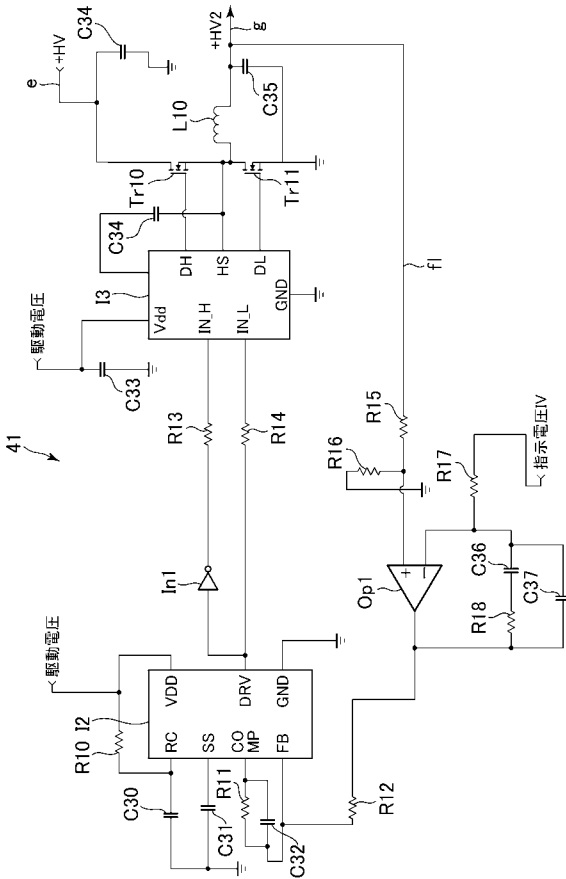 41
駆動電圧
R10
I2
VDD
RC
SS
CO
MP
FB
DRV
GND
C30
C31
R11
C32
R12
In1
R13
R14
駆動電圧
C33
I3
Vdd
IN_H
IN_L
GND
DH
HS
DL
C34
Tr10
Tr11
L10
C35
e
+HV
C34
+HV2
g
fl
R15
R16
Op1
+
−
R17
指示電圧IV
C36
R18
C37